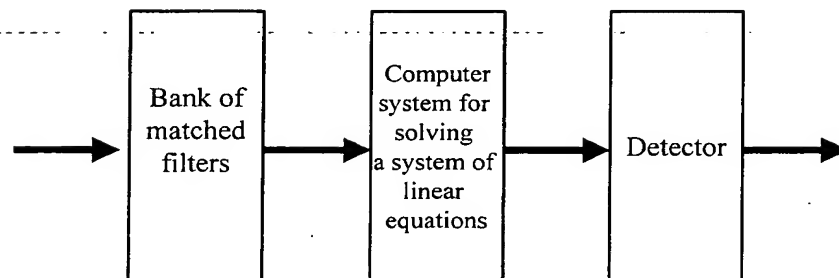 Bank of
matched
filters
Computer
system for
solving
a system of
linear
equations
Detector